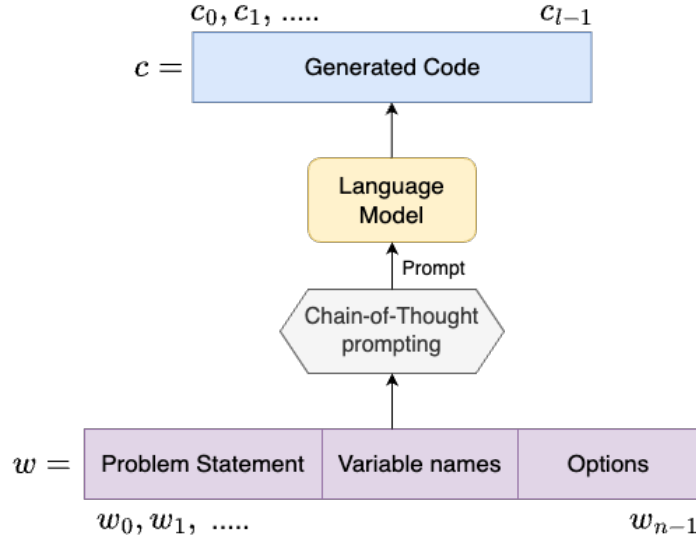 c_0, c_1, ..... c_{l-1}
c = Generated Code
Language
Model
Prompt
Chain-of-Thought
prompting
w = Problem Statement Variable names Options
w_0, w_1, ..... w_{n-1}